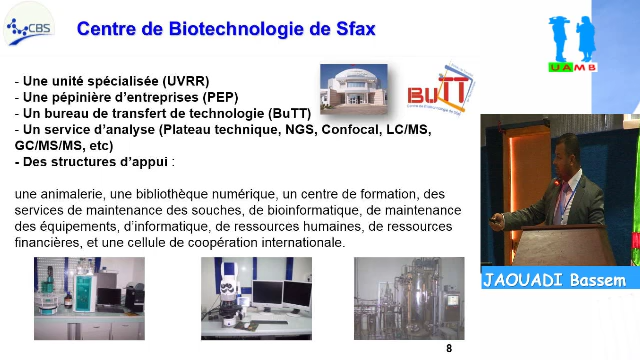 CBS
Centre de Biotechnologie de Sfax
- Une unité spécialisée (UVRR)
- Une pépinière d'entreprises (PEP)
- Un bureau de transfert de technologie (BuTT)
- Un service d'analyse (Plateau technique, NGS, Confocal, LC/MS,
GC/MS/MS, etc)
- Des structures d'appui :
BuTT
une animalerie, une bibliothèque numérique, un centre de formation, des
services de maintenance des souches, de bioinformatique, de maintenance
des équipements, d'informatique, de ressources humaines, de ressources
financières, et une cellule de coopération internationale.
8
UAMB
JAOUADI Bassem